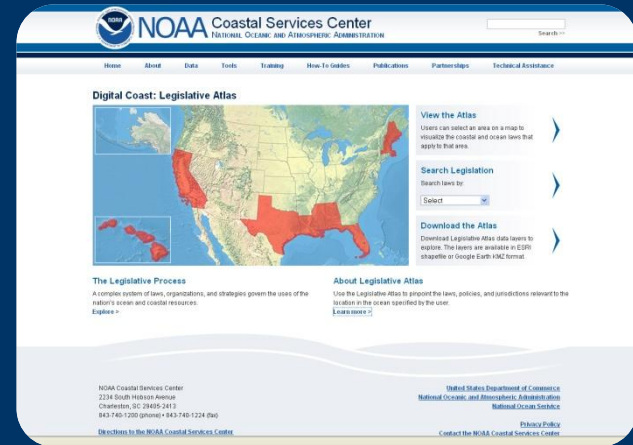 NOAA
NOAA Coastal Services Center
NATIONAL OCEANIC AND ATMOSPHERIC ADMINISTRATION
Search >>
Home About Data Tools Training How-To Guides Publications Partnerships Technical Assistance
Digital Coast: Legislative Atlas
View the Atlas
Users can select an area on a map to
visualize the coastal and ocean laws that
apply to that area.
Search Legislation
Search laws by:
Select
Download the Atlas
Download Legislative Atlas data layers to
explore. The layers are available in ESRI
shapefile or Google Earth KMZ format.
The Legislative Process
A complex system of laws, organizations, and strategies govern the uses of the
nation's ocean and coastal resources.
Explore >
About Legislative Atlas
Use the Legislative Atlas to pinpoint the laws, policies, and jurisdictions relevant to the
location in the ocean specified by the user.
Learn more >
NOAA Coastal Services Center
2234 South Hobson Avenue
Charleston, SC 29405-2413
843-740-1200 (phone) • 843-740-1224 (fax)
Directions to the NOAA Coastal Services Center
United States Department of Commerce
National Oceanic and Atmospheric Administration
National Ocean Service
Privacy Policy
Contact the NOAA Coastal Services Center